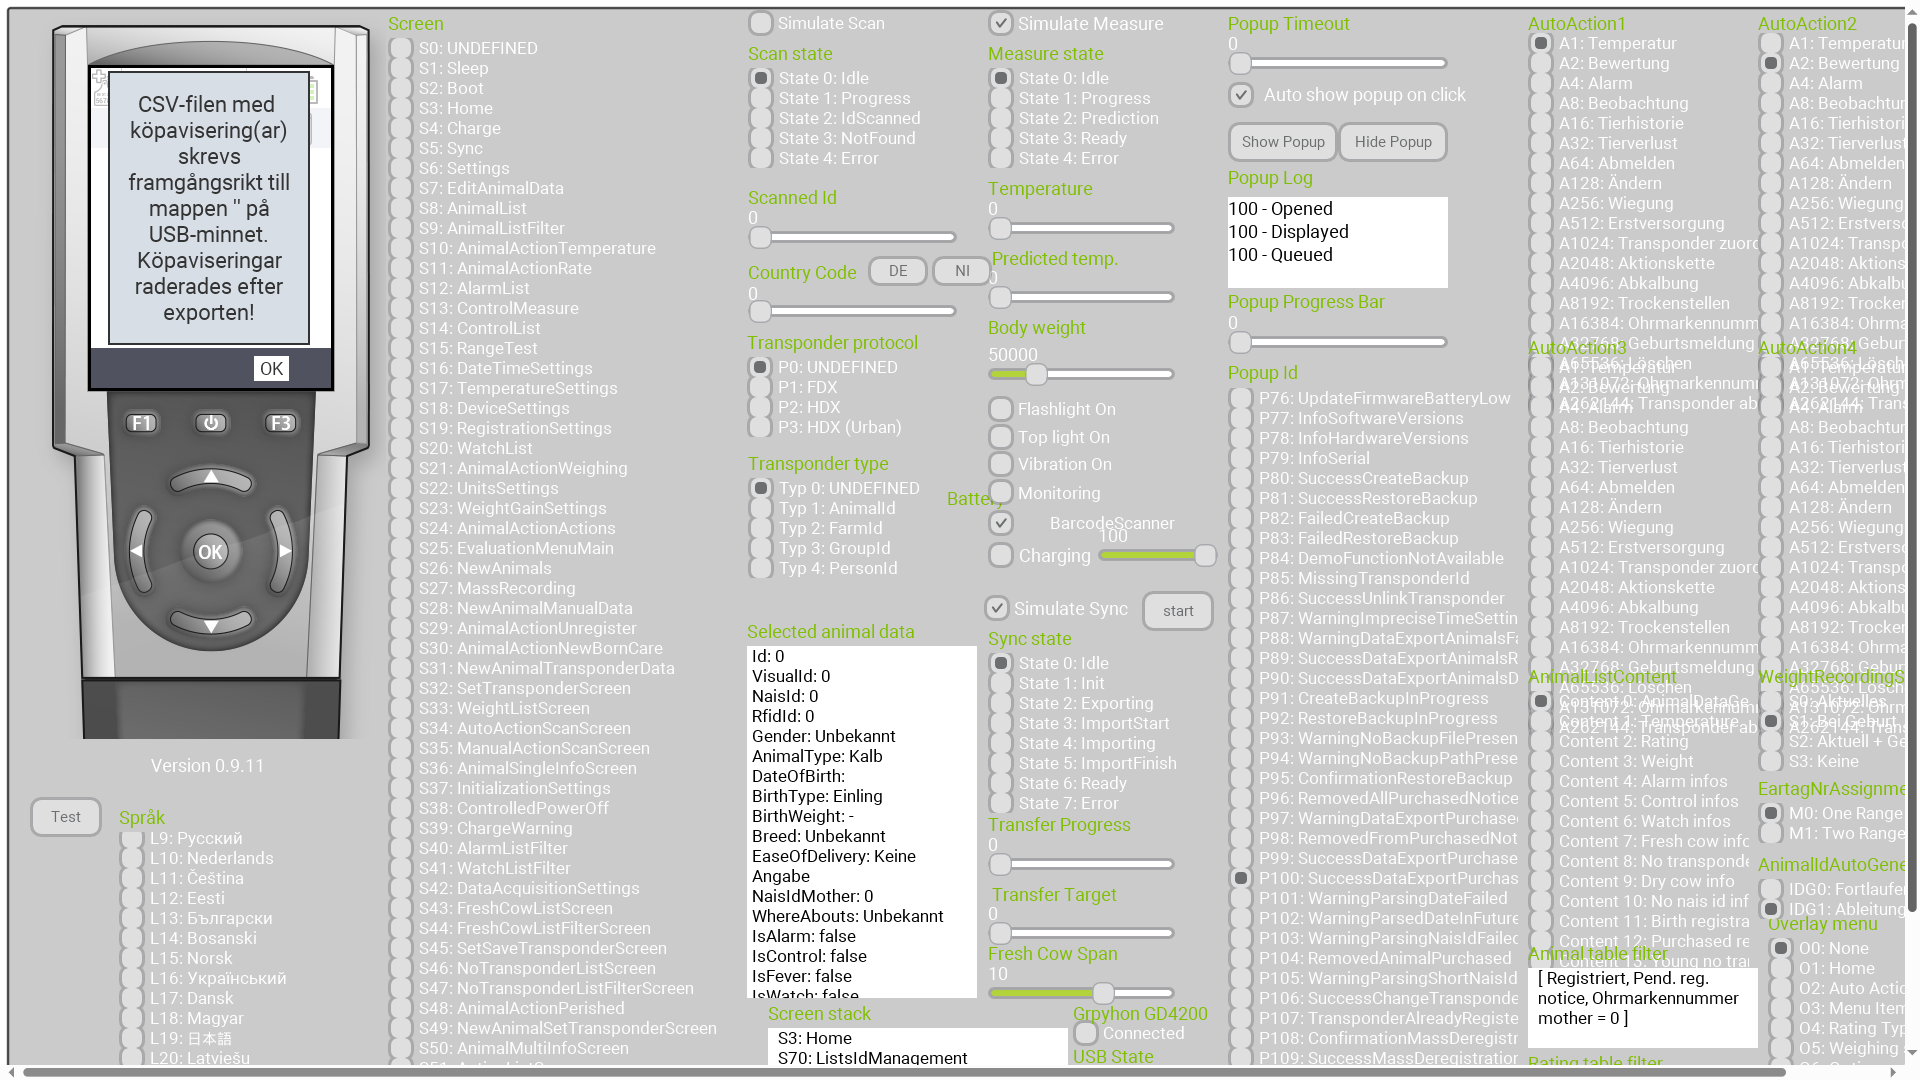 CSV-filen med
köpavisering(ar)
skrevs
framgångsrikt till
mappen '' på
USB-minnet.
Köpaviseringar
raderades efter
exporten!
OK
F1
F3
OK
Version 0.9.11
Test
Språk
L9: Русский
L10: Nederlands
L11: Čeština
L12: Eesti
L13: Български
L14: Bosanski
L15: Norsk
L16: Український
L17: Dansk
L18: Magyar
L19: 日本語
L20: Latviešu
Screen
S0: UNDEFINED
S1: Sleep
S2: Boot
S3: Home
S4: Charge
S5: Sync
S6: Settings
S7: EditAnimalData
S8: AnimalList
S9: AnimalListFilter
S10: AnimalActionTemperature
S11: AnimalActionRate
S12: AlarmList
S13: ControlMeasure
S14: ControlList
S15: RangeTest
S16: DateTimeSettings
S17: TemperatureSettings
S18: DeviceSettings
S19: RegistrationSettings
S20: WatchList
S21: AnimalActionWeighing
S22: UnitsSettings
S23: WeightGainSettings
S24: AnimalActionActions
S25: EvaluationMenuMain
S26: NewAnimals
S27: MassRecording
S28: NewAnimalManualData
S29: AnimalActionUnregister
S30: AnimalActionNewBornCare
S31: NewAnimalTransponderData
S32: SetTransponderScreen
S33: WeightListScreen
S34: AutoActionScanScreen
S35: ManualActionScanScreen
S36: AnimalSingleInfoScreen
S37: InitializationSettings
S38: ControlledPowerOff
S39: ChargeWarning
S40: AlarmListFilter
S41: WatchListFilter
S42: DataAcquisitionSettings
S43: FreshCowListScreen
S44: FreshCowListFilterScreen
S45: SetSaveTransponderScreen
S46: NoTransponderListScreen
S47: NoTransponderListFilterScreen
S48: AnimalActionPerished
S49: NewAnimalSetTransponderScreen
S50: AnimalMultiInfoScreen
Simulate Scan
Scan state
State 0: Idle
State 1: Progress
State 2: IdScanned
State 3: NotFound
State 4: Error
Scanned Id
0
Country Code
DE
NI
0
Transponder protocol
P0: UNDEFINED
P1: FDX
P2: HDX
P3: HDX (Urban)
Transponder type
Typ 0: UNDEFINED
Typ 1: AnimalId
Typ 2: FarmId
Typ 3: GroupId
Typ 4: PersonId
Selected animal data
Id: 0
VisualId: 0
NaisId: 0
RfidId: 0
Gender: Unbekannt
AnimalType: Kalb
DateOfBirth:
BirthType: Einling
BirthWeight: -
Breed: Unbekannt
EaseOfDelivery: Keine
Angabe
NaisIdMother: 0
WhereAbouts: Unbekannt
IsAlarm: false
IsControl: false
IsFever: false
IsWatch: false
Screen stack
S3: Home
S70: ListsIdManagement
Simulate Measure
Measure state
State 0: Idle
State 1: Progress
State 2: Prediction
State 3: Ready
State 4: Error
Temperature
0
Predicted temp.
0
Body weight
50000
Flashlight On
Top light On
Vibration On
Monitoring
Battery
BarcodeScanner
100
Charging
Simulate Sync
start
Sync state
State 0: Idle
State 1: Init
State 2: Exporting
State 3: ImportStart
State 4: Importing
State 5: ImportFinish
State 6: Ready
State 7: Error
Transfer Progress
0
Transfer Target
0
Fresh Cow Span
10
Grpyhon GD4200
Connected
USB State
Popup Timeout
0
Auto show popup on click
Show Popup
Hide Popup
Popup Log
100 - Opened
100 - Displayed
100 - Queued
Popup Progress Bar
0
Popup Id
P76: UpdateFirmwareBatteryLow
P77: InfoSoftwareVersions
P78: InfoHardwareVersions
P79: InfoSerial
P80: SuccessCreateBackup
P81: SuccessRestoreBackup
P82: FailedCreateBackup
P83: FailedRestoreBackup
P84: DemoFunctionNotAvailable
P85: MissingTransponderId
P86: SuccessUnlinkTransponder
P87: WarningImpreciseTimeSettin
P88: WarningDataExportAnimalsFa
P89: SuccessDataExportAnimalsR
P90: SuccessDataExportAnimalsD
P91: CreateBackupInProgress
P92: RestoreBackupInProgress
P93: WarningNoBackupFilePresen
P94: WarningNoBackupPathPrese
P95: ConfirmationRestoreBackup
P96: RemovedAllPurchasedNotice
P97: WarningDataExportPurchase
P98: RemovedFromPurchasedNot
P99: SuccessDataExportPurchase
P100: SuccessDataExportPurchas
P101: WarningParsingDateFailed
P102: WarningParsedDateInFuture
P103: WarningParsingNaisIdFailed
P104: RemovedAnimalPurchased
P105: WarningParsingShortNaisId
P106: SuccessChangeTransponde
P107: TransponderAlreadyRegiste
P108: ConfirmationMassDeregistr
P109: SuccessMassDeregistration
AutoAction1
A1: Temperatur
A2: Bewertung
A4: Alarm
A8: Beobachtung
A16: Tierhistorie
A32: Tierverlust
A64: Abmelden
A128: Ändern
A256: Wiegung
A512: Erstversorgung
A1024: Transponder zuord
A2048: Aktionskette
A4096: Abkalbung
A8192: Trockenstellen
A16384: Ohrmarkennumm
A32768: Geburtsmeldung
A65536: Löschen
A131072: Ohrmarkennum
A262144: Transponder ab
AutoAction3
A1: Temperatur
A2: Bewertung
A4: Alarm
A8: Beobachtung
A16: Tierhistorie
A32: Tierverlust
A64: Abmelden
A128: Ändern
A256: Wiegung
A512: Erstversorgung
A1024: Transponder zuord
A2048: Aktionskette
A4096: Abkalbung
A8192: Trockenstellen
A16384: Ohrmarkennumm
A32768: Geburtsmeldung
A65536: Löschen
A131072: Ohrmarkennum
A262144: Transponder ab
AnimalListContent
Content 0: AnimalDataGe
Content 1: Temperature
Content 2: Rating
Content 3: Weight
Content 4: Alarm infos
Content 5: Control infos
Content 6: Watch infos
Content 7: Fresh cow info
Content 8: No transponde
Content 9: Dry cow info
Content 10: No nais id inf
Content 11: Birth registra
Content 12: Purchased re
Animal table filter
[ Registriert, Pend. reg.
notice, Ohrmarkennummer
mother = 0 ]
Rating table filter
AutoAction2
A1: Temperatur
A2: Bewertung
A4: Alarm
A8: Beobachtun
A16: Tierhistori
A32: Tierverlust
A64: Abmelden
A128: Ändern
A256: Wiegung
A512: Erstverso
A1024: Transpo
A2048: Aktions
A4096: Abkalbu
A8192: Trocken
A16384: Ohrma
A32768: Gebur
A65536: Lösch
A131072: Ohrm
A262144: Trans
AutoAction4
A1: Temperatur
A2: Bewertung
A4: Alarm
A8: Beobachtun
A16: Tierhistori
A32: Tierverlust
A64: Abmelden
A128: Ändern
A256: Wiegung
A512: Erstverso
A1024: Transpo
A2048: Aktions
A4096: Abkalbu
A8192: Trocken
A16384: Ohrma
A32768: Gebur
A65536: Lösch
A131072: Ohrm
A262144: Trans
WeightRecordingS
S0: Aktuelles
S1: Bei Geburt
S2: Aktuell + Ge
S3: Keine
EartagNrAssignme
M0: One Range
M1: Two Range
AnimalIdAutoGene
IDG0: Fortlaufer
IDG1: Ableitung
Overlay menu
O0: None
O1: Home
O2: Auto Actio
O3: Menu Item
O4: Rating Typ
O5: Weighing